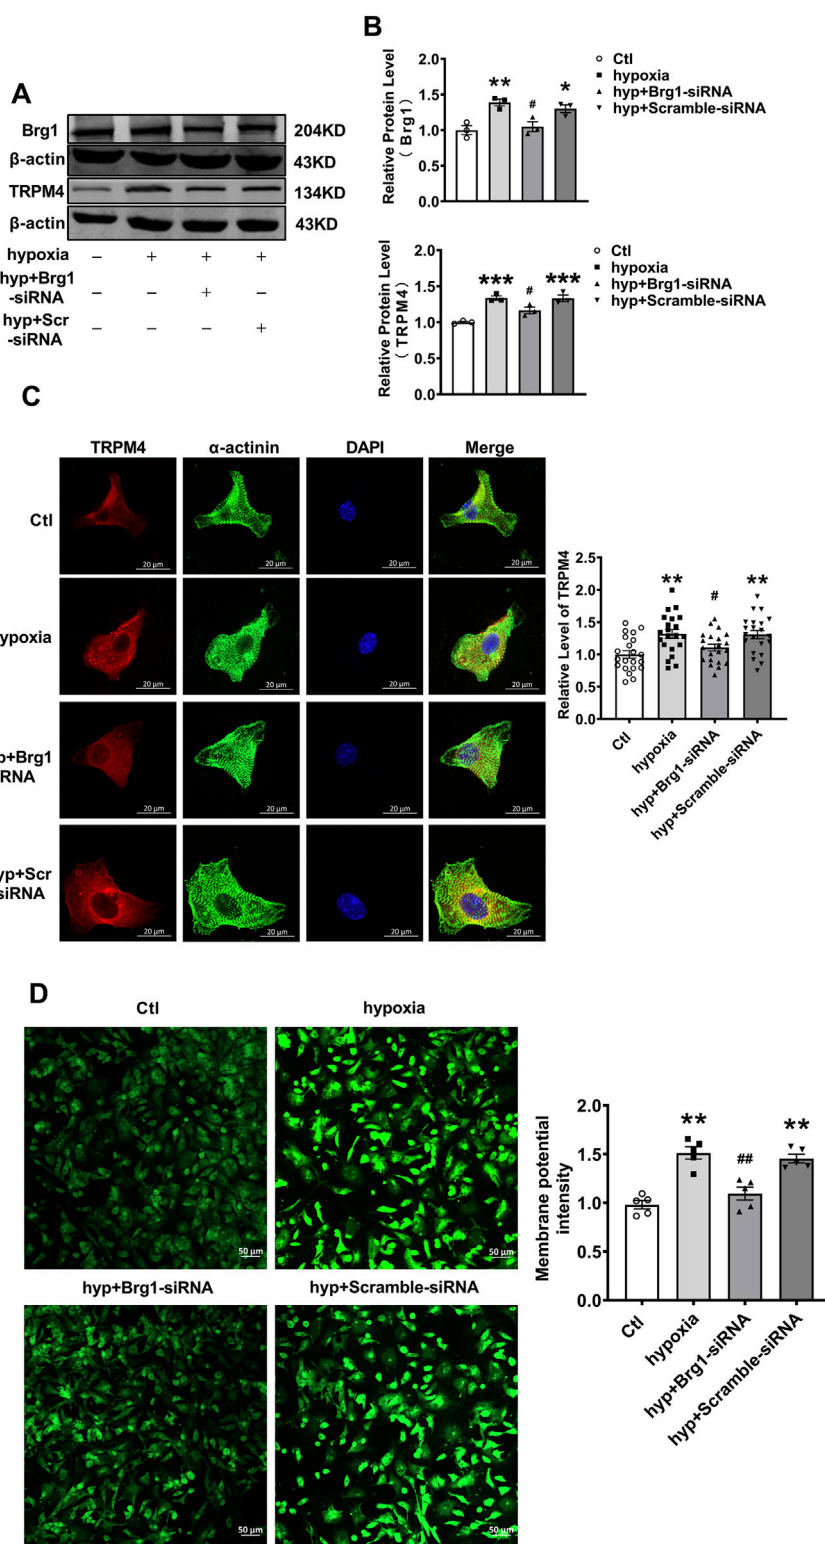 B
2.0
1.5
1.0
0.5
0.0
Relative Protein Level
( Brg1)
**
#
*
Ctl
hypoxia
hyp+Brg1-siRNA
hyp+Scramble-siRNA
A
Brg1
204KD
β-actin
43KD
TRPM4
134KD
β-actin
43KD
hypoxia – + + +
hyp+Brg1
-siRNA
– – + –
hyp+Scr
-siRNA
– – – +
2.0
1.5
1.0
0.5
0.0
Relative Protein Level
( TRPM4)
***
#
***
Ctl
hypoxia
hyp+Brg1-siRNA
hyp+Scramble-siRNA
C
TRPM4 α-actinin DAPI Merge
Ctl
20 μm 20 μm 20 μm 20 μm
ypoxia
20 μm 20 μm 20 μm 20 μm
p+Brg1
RNA
20 μm 20 μm 20 μm 20 μm
yp+Scr
siRNA
20 μm 20 μm 20 μm 20 μm
2.5
2.0
1.5
1.0
0.5
0.0
Relative Level of TRPM4
**
#
**
Ctl
hypoxia
hyp+Brg1-siRNA
hyp+Scramble-siRNA
D
Ctl hypoxia
50 μm 50 μm
hyp+Brg1-siRNA hyp+Scramble-siRNA
50 μm 50 μm
2.0
1.5
1.0
0.5
0.0
Membrane potential
intensity
**
##
**
Ctl
hypoxia
hyp+Brg1-siRNA
hyp+Scramble-siRNA